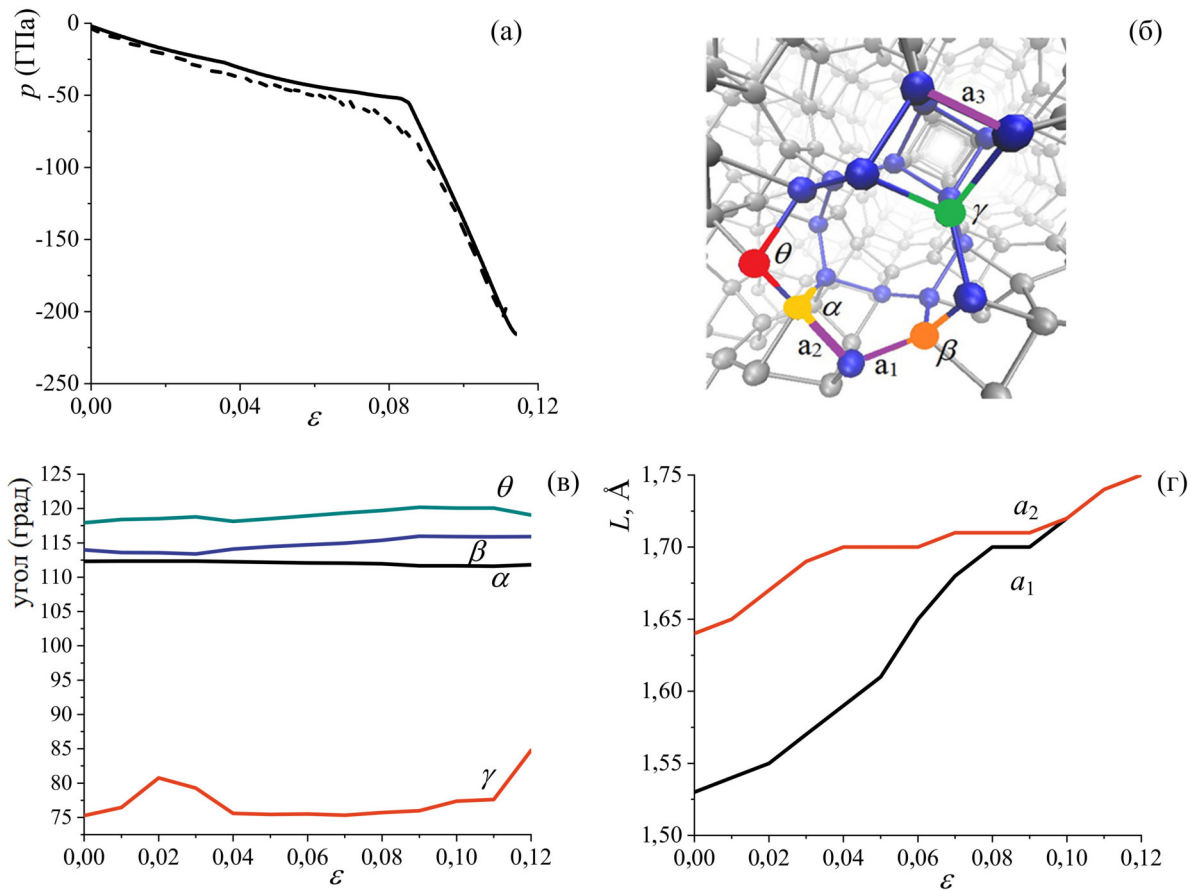 (а)
p (ГПа)
0
-50
-100
-150
-200
-250
0,00 0,04 0,08 0,12
ε
(б)
a3
γ
θ
α
a2
a1
β
(в)
угол (град)
125
120
115
110
105
100
95
90
85
80
75
θ
β
α
γ
0,00 0,02 0,04 0,06 0,08 0,10 0,12
ε
(г)
L, Å
1,75
1,70
1,65
1,60
1,55
1,50
a2
a1
0,00 0,02 0,04 0,06 0,08 0,10 0,12
ε